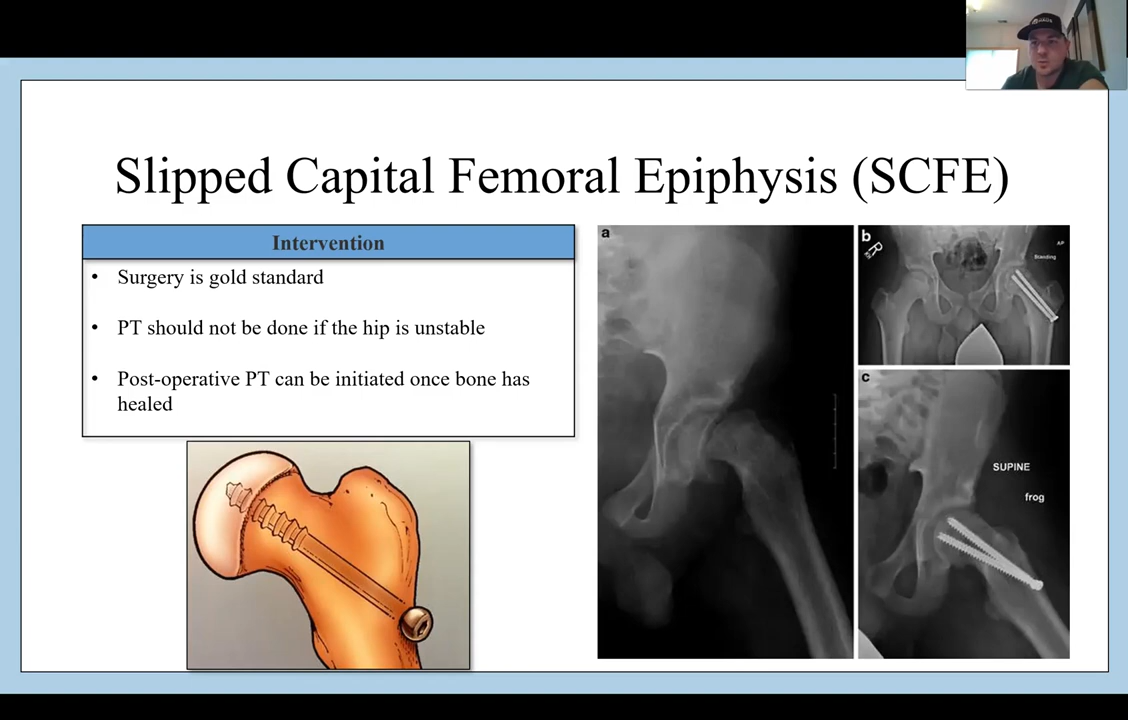 Slipped Capital Femoral Epiphysis (SCFE)
Intervention
• Surgery is gold standard
• PT should not be done if the hip is unstable
• Post-operative PT can be initiated once bone has
healed
a
b
R
AP
Standing
c
SUPINE
frog